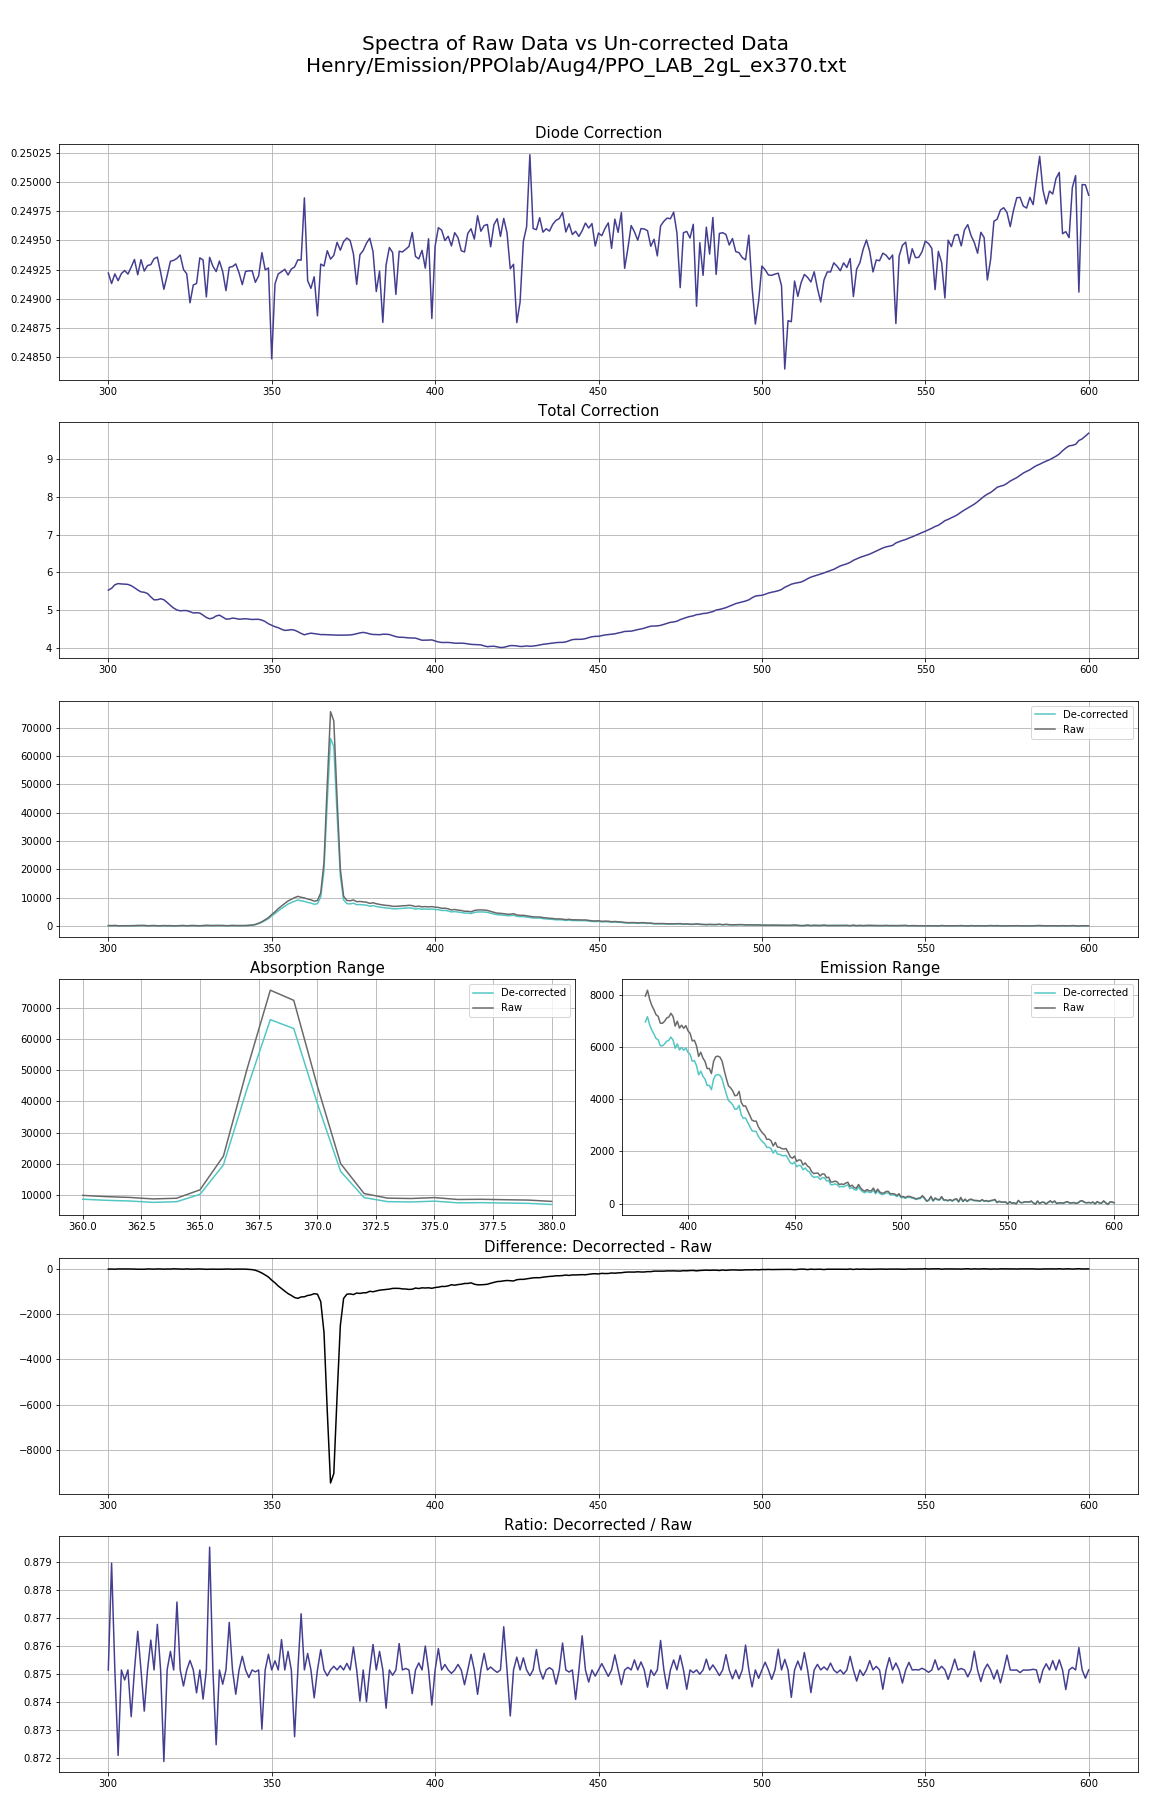 Spectra of Raw Data vs Un-corrected Data
Henry/Emission/PPOlab/Aug4/PPO_LAB_2gL_ex370.txt
Diode Correction
0.25025
0.25000
0.24975
0.24950
0.24925
0.24900
0.24875
0.24850
300 350 400 450 500 550 600
Total Correction
9
8
7
6
5
4
300 350 400 450 500 550 600
De-corrected
Raw
70000
60000
50000
40000
30000
20000
10000
0
300 350 400 450 500 550 600
Absorption Range
De-corrected
Raw
70000
60000
50000
40000
30000
20000
10000
360.0 362.5 365.0 367.5 370.0 372.5 375.0 377.5 380.0
Emission Range
De-corrected
Raw
8000
6000
4000
2000
0
400 450 500 550 600
Difference: Decorrected - Raw
0
−2000
−4000
−6000
−8000
300 350 400 450 500 550 600
Ratio: Decorrected / Raw
0.879
0.878
0.877
0.876
0.875
0.874
0.873
0.872
300 350 400 450 500 550 600